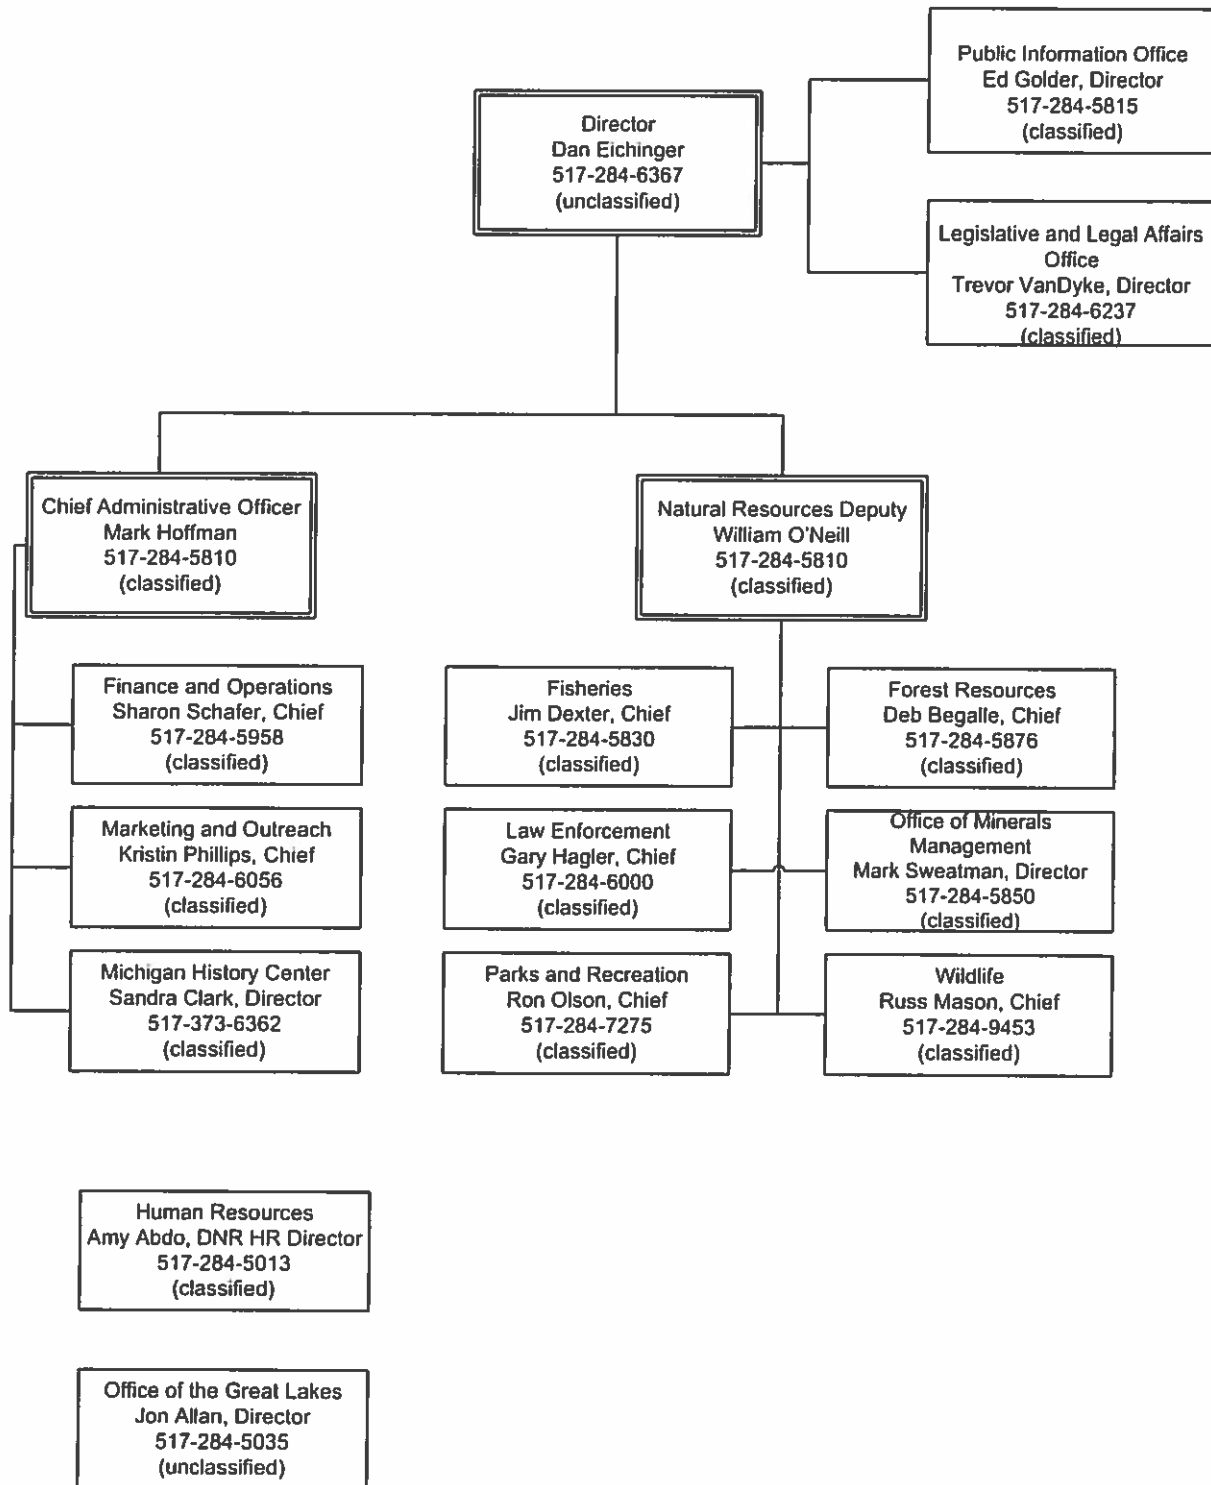 Public Information Office
Ed Golder, Director
517-284-5815
(classified)
Director
Dan Eichinger
517-284-6367
(unclassified)
Legislative and Legal Affairs
Office
Trevor VanDyke, Director
517-284-6237
(classified)
Chief Administrative Officer
Mark Hoffman
517-284-5810
(classified)
Natural Resources Deputy
William O'Neill
517-284-5810
(classified)
Finance and Operations
Sharon Schafer, Chief
517-284-5958
(classified)
Fisheries
Jim Dexter, Chief
517-284-5830
(classified)
Forest Resources
Deb Begalle, Chief
517-284-5876
(classified)
Marketing and Outreach
Kristin Phillips, Chief
517-284-6056
(classified)
Law Enforcement
Gary Hagler, Chief
517-284-6000
(classified)
Office of Minerals
Management
Mark Sweatman, Director
517-284-5850
(classified)
Michigan History Center
Sandra Clark, Director
517-373-6362
(classified)
Parks and Recreation
Ron Olson, Chief
517-284-7275
(classified)
Wildlife
Russ Mason, Chief
517-284-9453
(classified)
Human Resources
Amy Abdo, DNR HR Director
517-284-5013
(classified)
Office of the Great Lakes
Jon Allan, Director
517-284-5035
(unclassified)